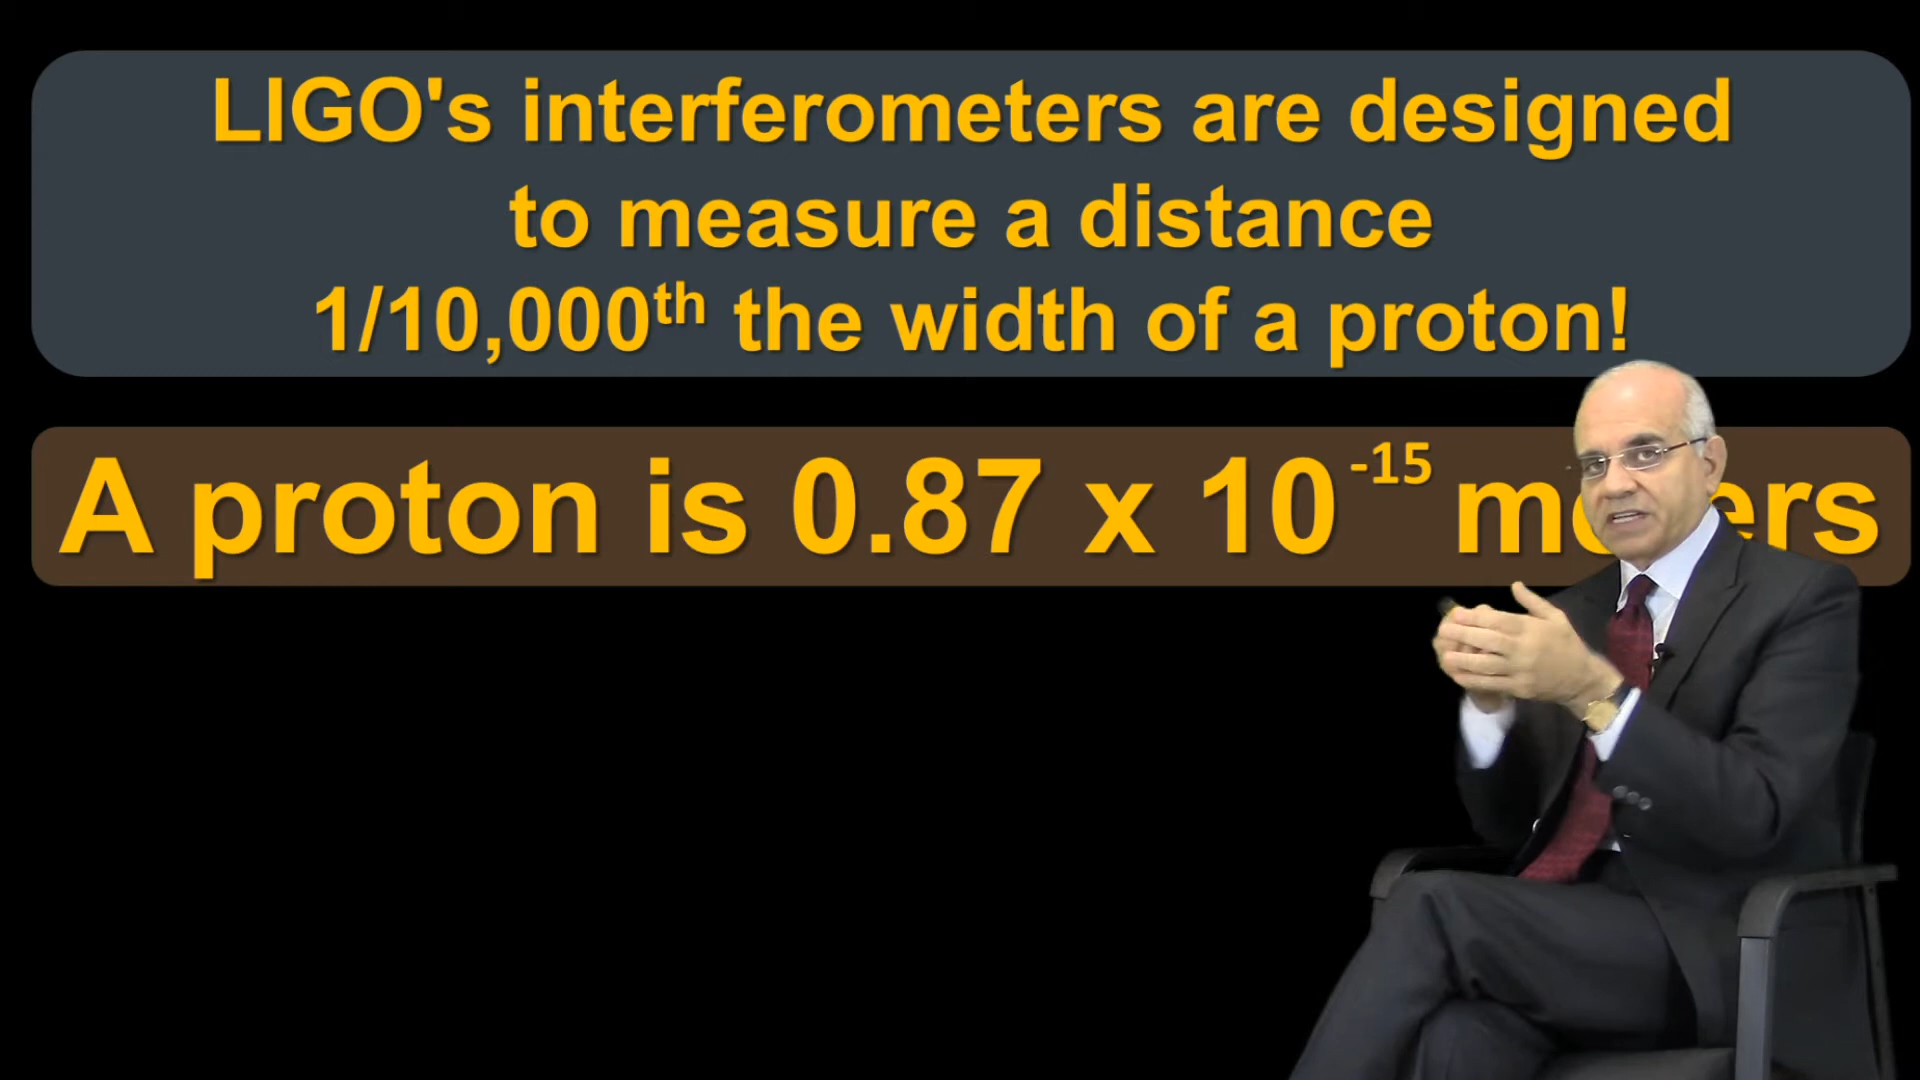 LIGO's interferometers are designed
to measure a distance
1/10,000th the width of a proton!
A proton is 0.87 x 10-15 meters